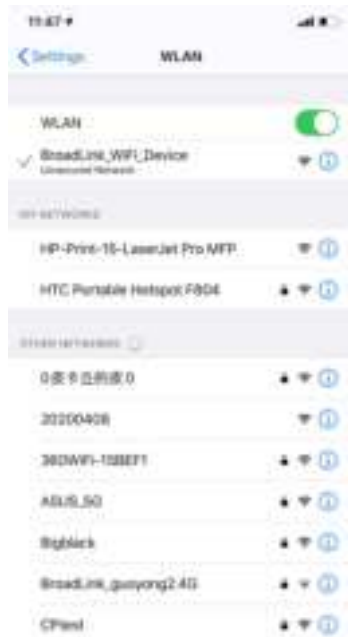 11:47
Settings WLAN
WLAN
BroadLink_WiFi_Device
Unsecured Network
MY NETWORKS
HP-Print-15-LaserJet Pro MFP
HTC Portable Hotspot F804
OTHER NETWORKS
20200408
ASUS_5G
Bigblack
BroadLink_guoyong2.4G
CPtest